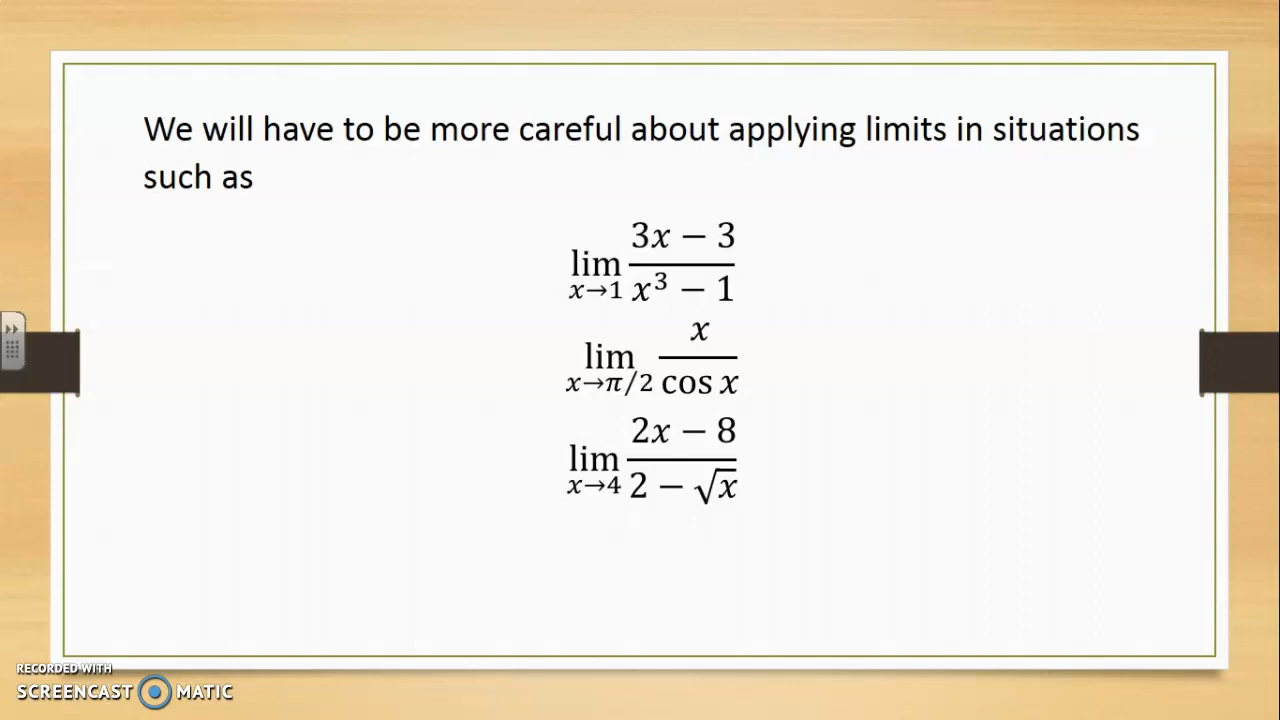 We will have to be more careful about applying limits in situations
such as
lim x→1 3x − 3 / x³ − 1
lim x→π/2 x / cos x
lim x→4 2x − 8 / 2 − √x
RECORDED WITH
SCREENCAST MATIC